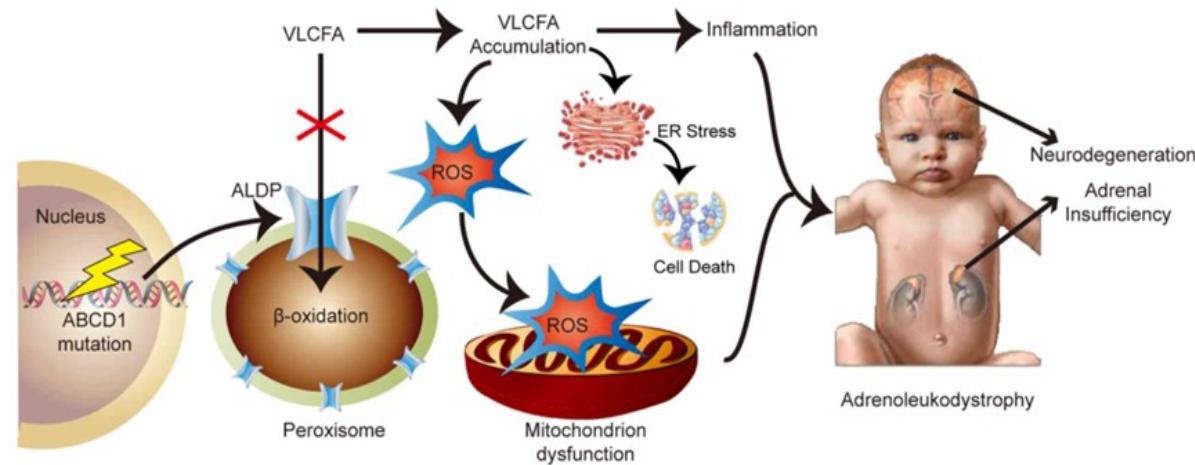 VLCFA
VLCFA
Accumulation
Inflammation
ROS
ER Stress
Neurodegeneration
Adrenal
Insufficiency
ALDP
Nucleus
Cell Death
ABCD1
mutation
β-oxidation
ROS
Peroxisome
Mitochondrion
dysfunction
Adrenoleukodystrophy